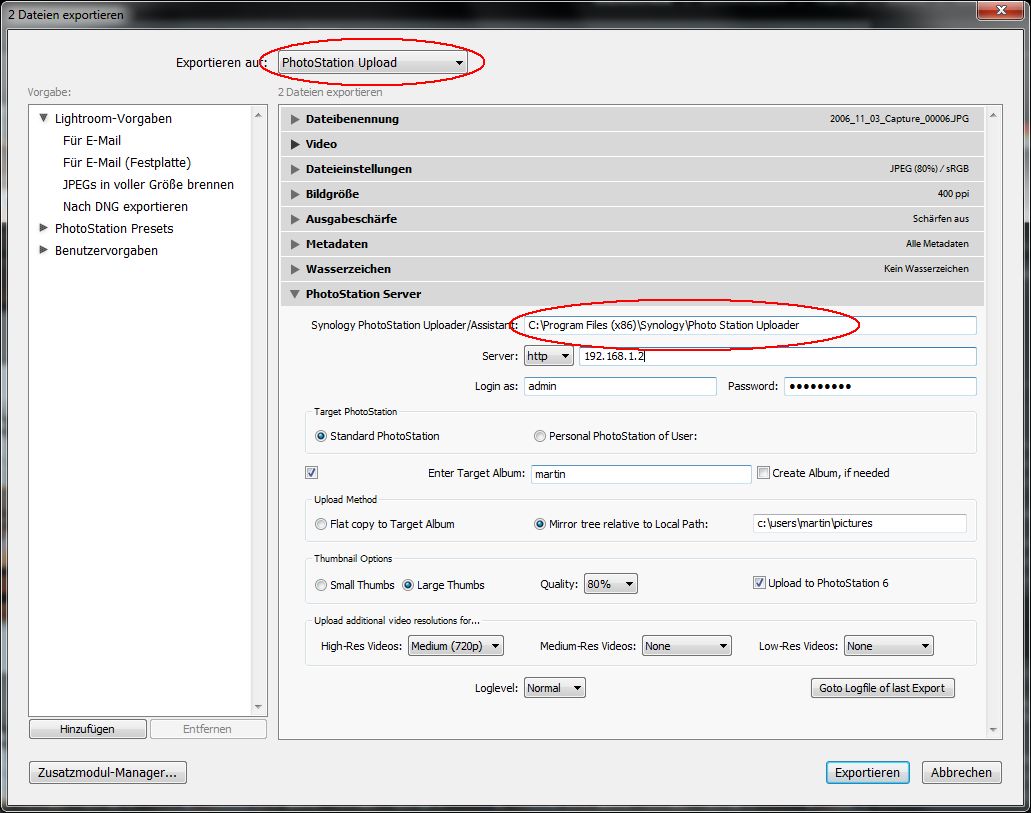 2 Dateien exportieren
Exportieren auf: PhotoStation Upload
Vorgabe:
Lightroom-Vorgaben
Für E-Mail
Für E-Mail (Festplatte)
JPEGs in voller Größe brennen
Nach DNG exportieren
PhotoStation Presets
Benutzervorgaben
Hinzufügen Entfernen
Zusatzmodul-Manager...
2 Dateien exportieren
Dateibenennung 2006_11_03_Capture_00006.JPG
Video
Dateieinstellungen JPEG (80%) / sRGB
Bildgröße 400 ppi
Ausgabeschärfe Schärfen aus
Metadaten Alle Metadaten
Wasserzeichen Kein Wasserzeichen
PhotoStation Server
Synology PhotoStation Uploader/Assistant: C:\Program Files (x86)\Synology\Photo Station Uploader
Server: http 192.168.1.2
Login as: admin Password: •••••••••
Target PhotoStation
Standard PhotoStation Personal PhotoStation of User:
Enter Target Album: martin Create Album, if needed
Upload Method
Flat copy to Target Album Mirror tree relative to Local Path: c:\users\martin\pictures
Thumbnail Options
Small Thumbs Large Thumbs Quality: 80% Upload to PhotoStation 6
Upload additional video resolutions for...
High-Res Videos: Medium (720p) Medium-Res Videos: None Low-Res Videos: None
Loglevel: Normal Goto Logfile of last Export
Exportieren Abbrechen